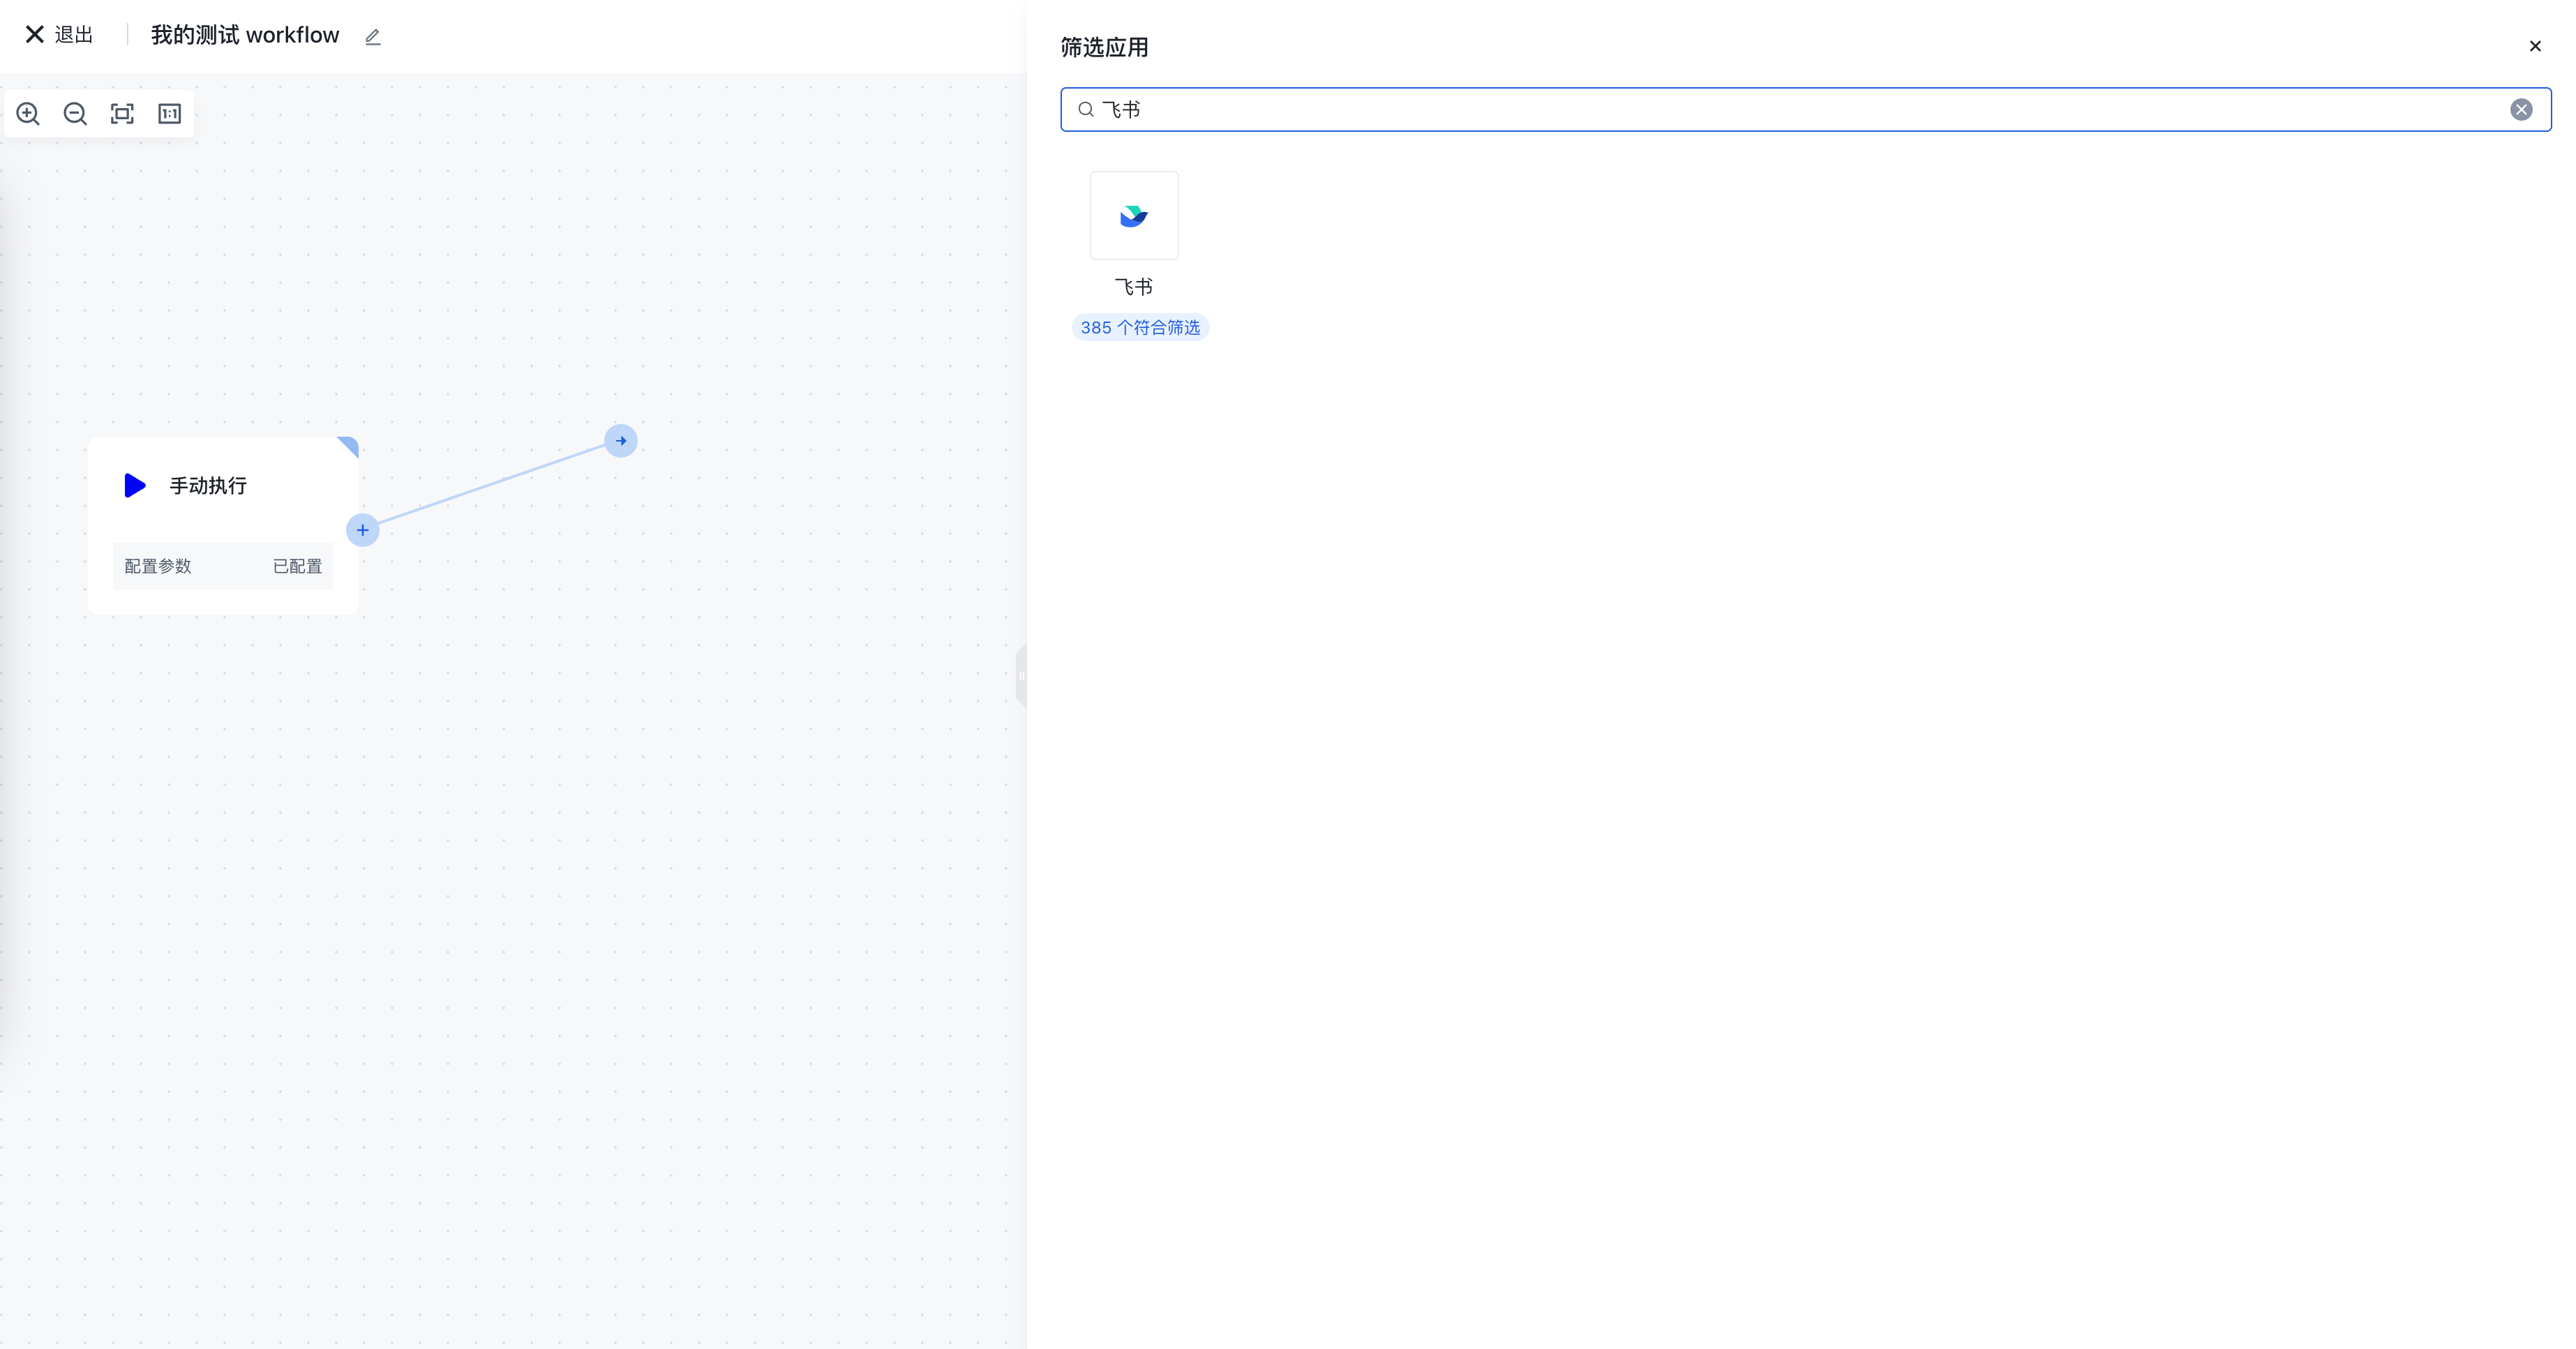 退出
我的测试 workflow
1:1
手动执行
配置参数 已配置
筛选应用
飞书
飞书
385 个符合筛选